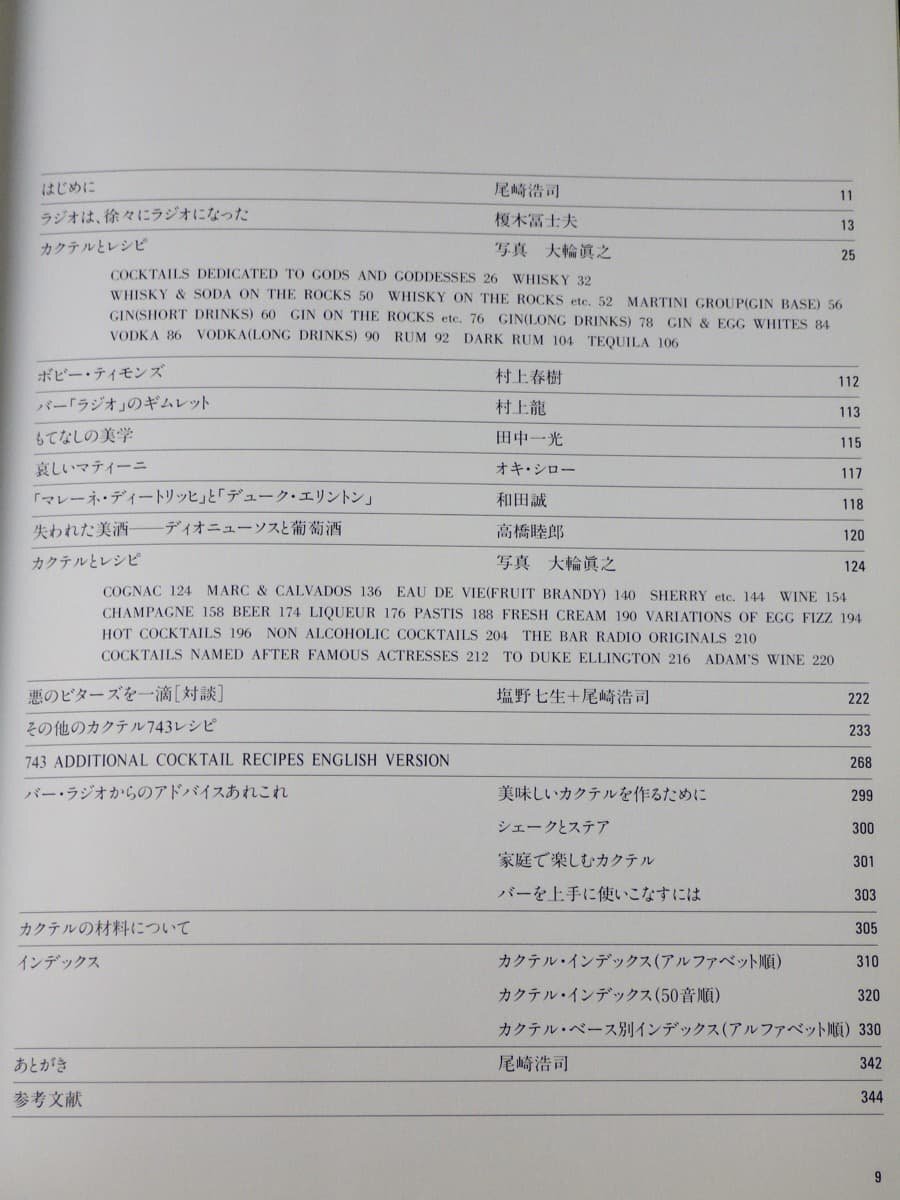 はじめに 尾崎浩司 11
ラジオは、徐々にラジオになった 榎木冨士夫 13
カクテルとレシピ 写真 大輪眞之 25
COCKTAILS DEDICATED TO GODS AND GODDESSES 26 WHISKY 32
WHISKY & SODA ON THE ROCKS 50 WHISKY ON THE ROCKS etc. 52 MARTINI GROUP(GIN BASE) 56
GIN(SHORT DRINKS) 60 GIN ON THE ROCKS etc. 76 GIN(LONG DRINKS) 78 GIN & EGG WHITES 84
VODKA 86 VODKA(LONG DRINKS) 90 RUM 92 DARK RUM 104 TEQUILA 106
ボビー・ティモンズ 村上春樹 112
バー「ラジオ」のギムレット 村上龍 113
もてなしの美学 田中一光 115
哀しいマティーニ オキ・シロー 117
「マレーネ・ディートリッヒ」と「デューク・エリントン」 和田誠 118
失われた美酒――ディオニューソスと葡萄酒 高橋睦郎 120
カクテルとレシピ 写真 大輪眞之 124
COGNAC 124 MARC & CALVADOS 136 EAU DE VIE(FRUIT BRANDY) 140 SHERRY etc. 144 WINE 154
CHAMPAGNE 158 BEER 174 LIQUEUR 176 PASTIS 188 FRESH CREAM 190 VARIATIONS OF EGG FIZZ 194
HOT COCKTAILS 196 NON ALCOHOLIC COCKTAILS 204 THE BAR RADIO ORIGINALS 210
COCKTAILS NAMED AFTER FAMOUS ACTRESSES 212 TO DUKE ELLINGTON 216 ADAM'S WINE 220
悪のビターズを一滴[対談] 塩野七生+尾崎浩司 222
その他のカクテル743レシピ 233
743 ADDITIONAL COCKTAIL RECIPES ENGLISH VERSION 268
バー・ラジオからのアドバイスあれこれ 美味しいカクテルを作るために 299
シェークとステア 300
家庭で楽しむカクテル 301
バーを上手に使いこなすには 303
カクテルの材料について 305
インデックス カクテル・インデックス(アルファベット順) 310
カクテル・インデックス(50音順) 320
カクテル・ベース別インデックス(アルファベット順) 330
あとがき 尾崎浩司 342
参考文献 344
9